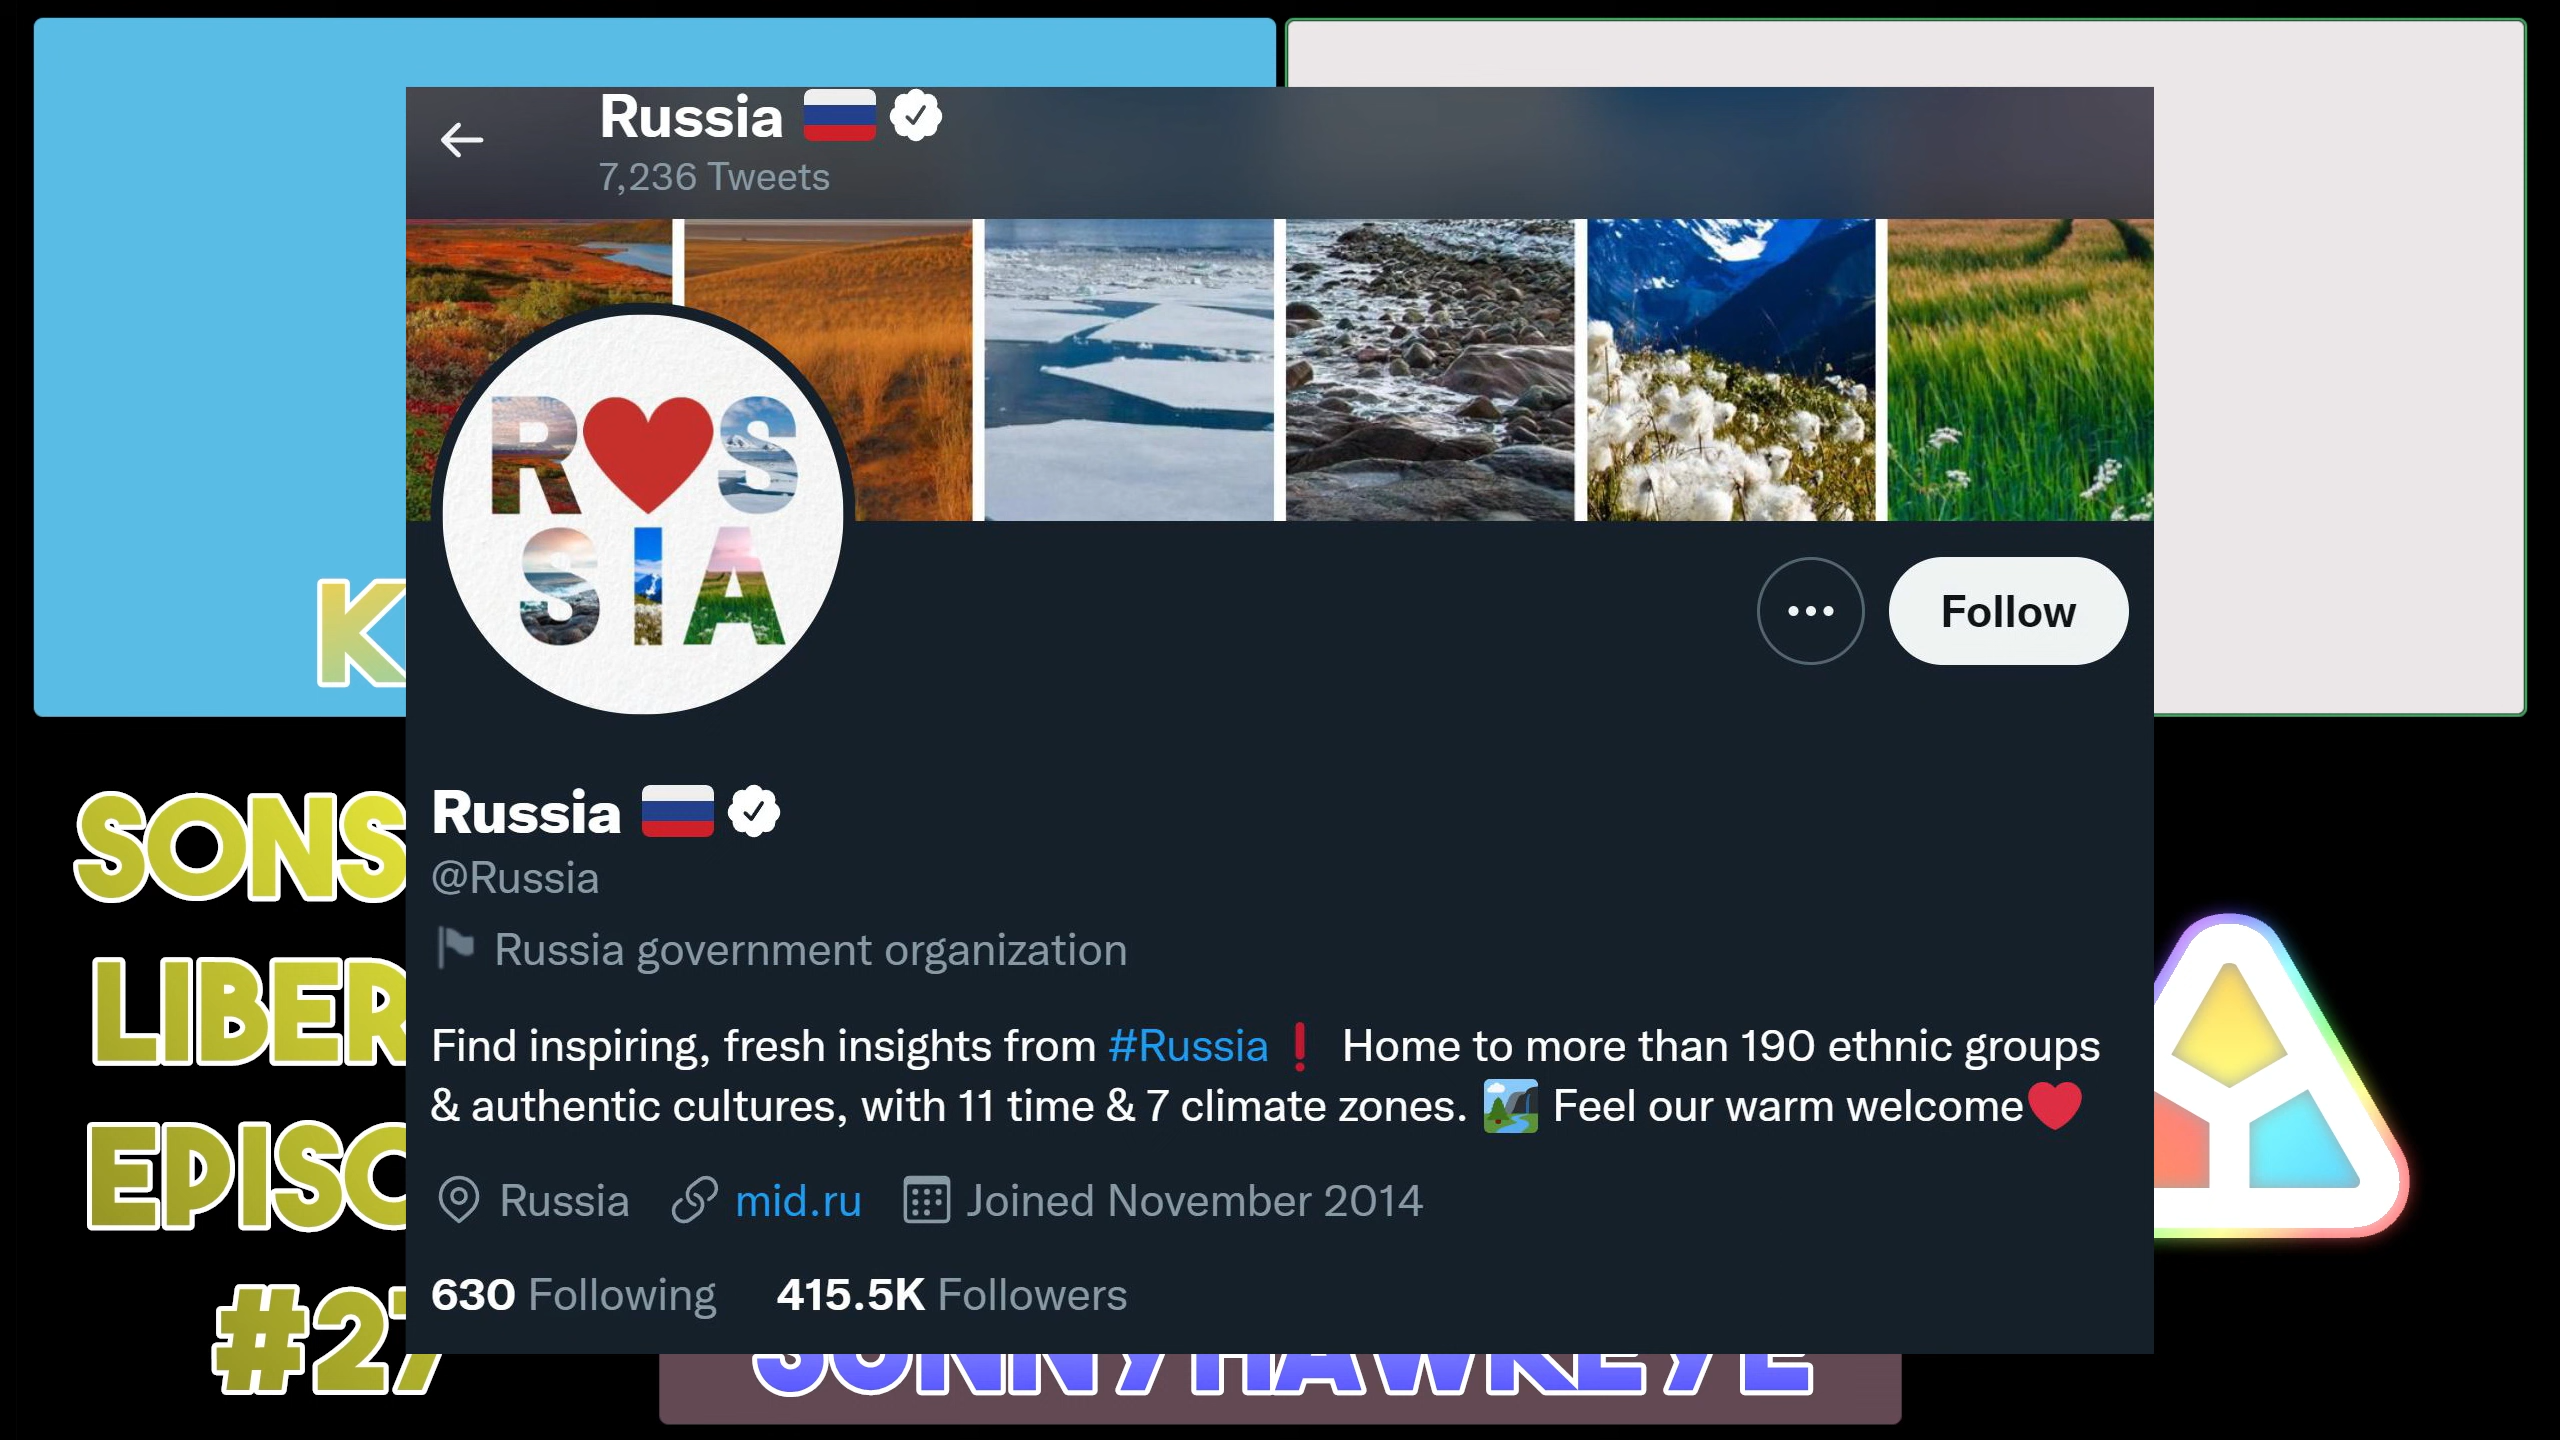 Russia 🇷🇺
7,236 Tweets
R❤S
SIA
Follow
Russia 🇷🇺
@Russia
Russia government organization
Find inspiring, fresh insights from #Russia❗ Home to more than 190 ethnic groups
& authentic cultures, with 11 time & 7 climate zones. 🏞️ Feel our warm welcome❤️
Russia mid.ru Joined November 2014
630 Following 415.5K Followers
K
SONS
LIBER
EPISO
#27
SONNYHAWKEYE